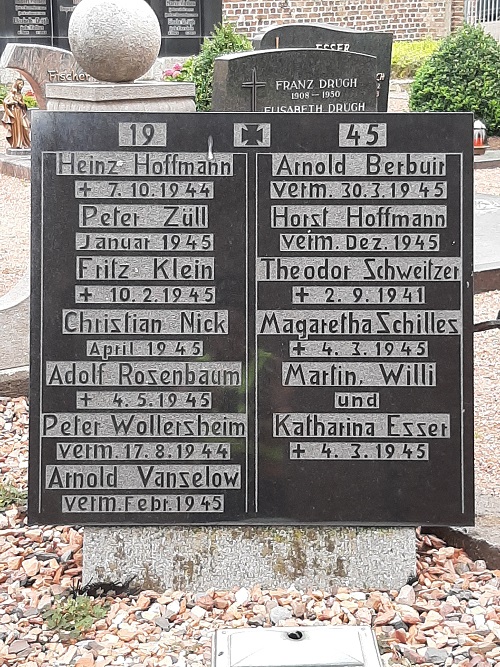 Fischer
ESSER
FRANZ DRÜGH
1908 – 1950
ELISABETH DRÜGH
19 45
Heinz Hoffmann
+ 7.10.1944
Peter Züll
Januar 1945
Fritz Klein
+ 10.2.1945
Christian Nick
April 1945
Adolf Rosenbaum
+ 4.5.1945
Peter Wollersheim
verm. 17.8.1944
Arnold Vanselow
verm. Febr. 1945
Arnold Berbuir
verm. 30.3.1945
Horst Hoffmann
verm. Dez. 1945
Theodor Schweitzer
+ 2.9.1941
Magaretha Schilles
+ 4.3.1945
Martin, Willi
und
Katharina Esser
+ 4.3.1945